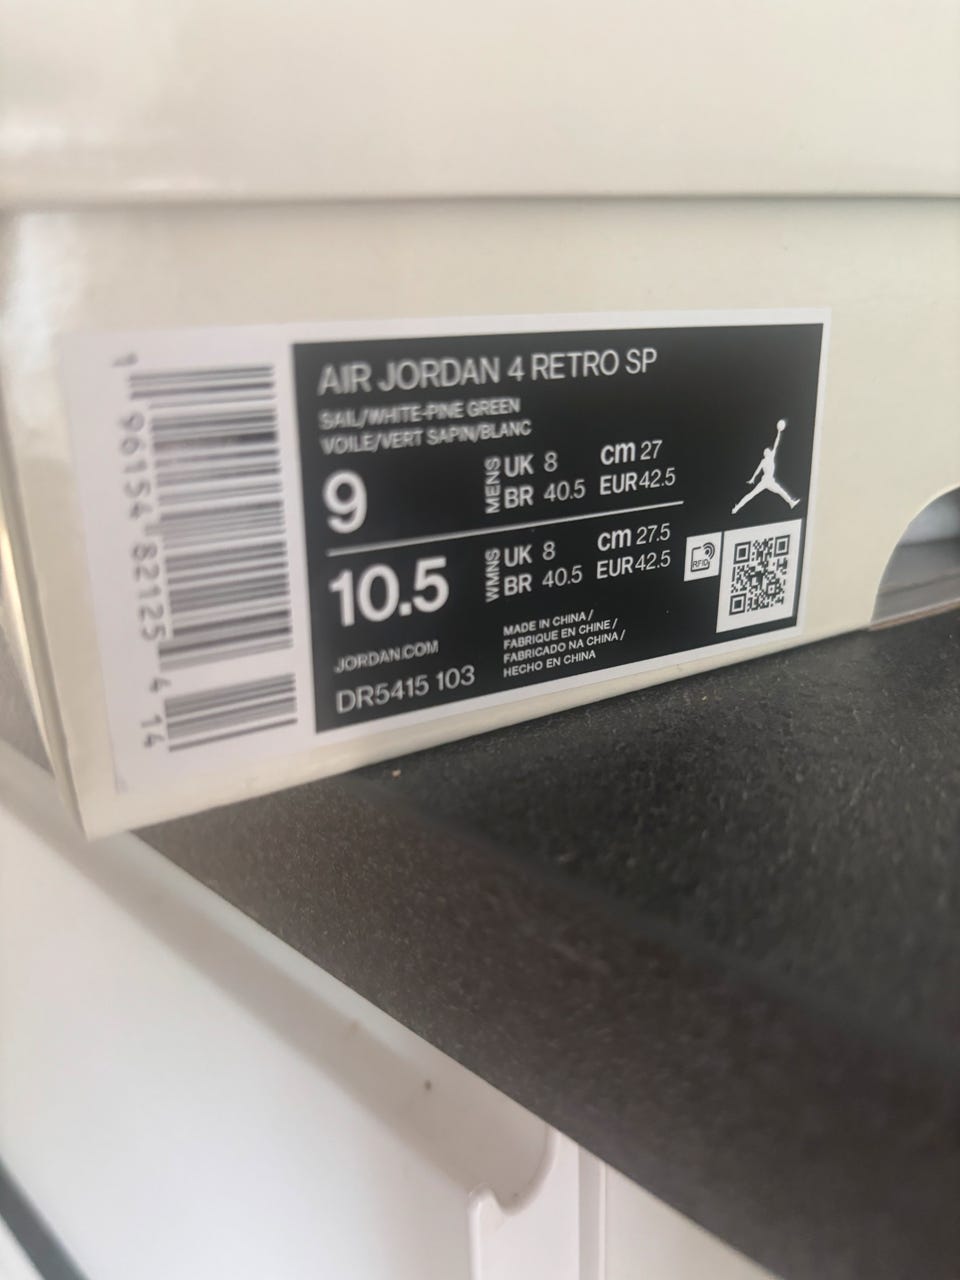 AIR JORDAN 4 RETRO SP
SAIL/WHITE-PINE GREEN
VOILE/VERT SAPIN/BLANC
9 MENS UK 8 cm 27
BR 40.5 EUR 42.5
10.5 WMNS UK 8 cm 27.5
BR 40.5 EUR 42.5
RFID
JORDAN.COM
DR5415 103
MADE IN CHINA /
FABRIQUE EN CHINE /
FABRICADO NA CHINA /
HECHO EN CHINA
1 96154 82125 4 14